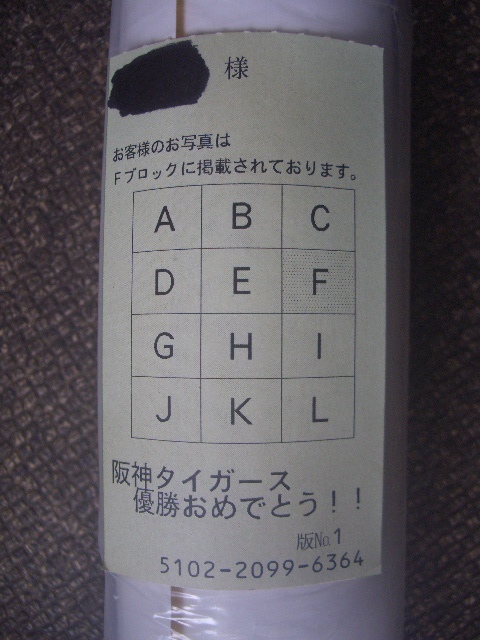 様
お客様のお写真は
Fブロックに掲載されております。
A B C
D E F
G H I
J K L
阪神タイガース
優勝おめでとう!!
版No.1
5102-2099-6364